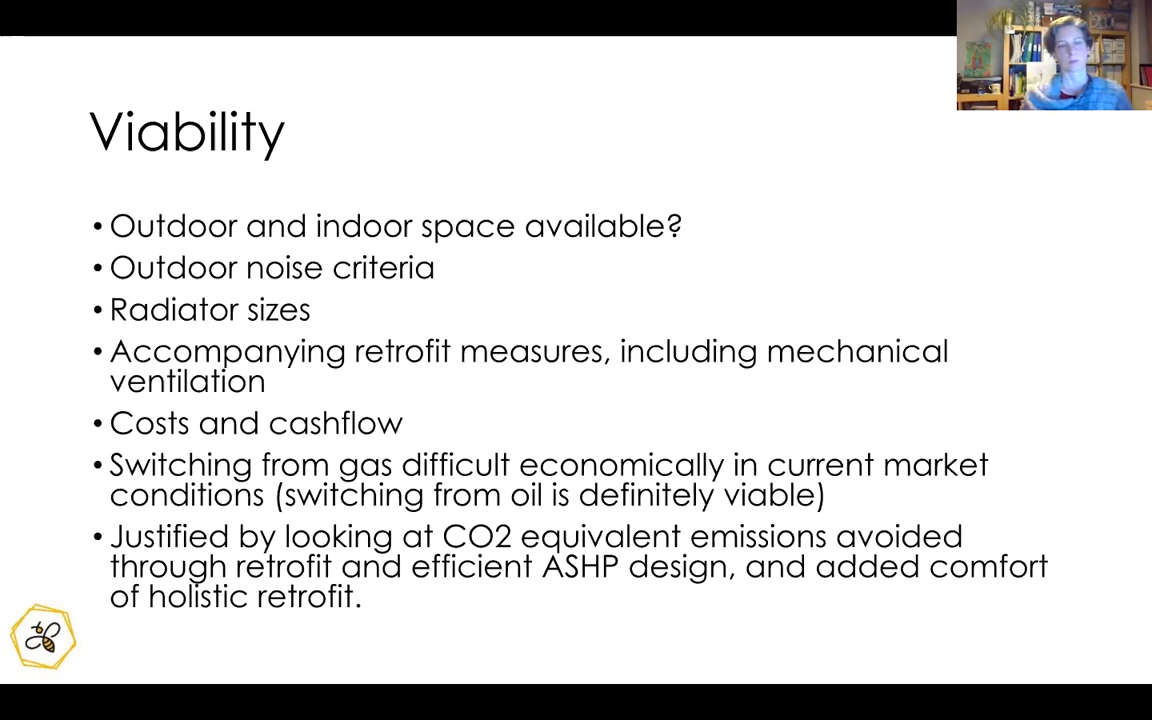 Viability
• Outdoor and indoor space available?
• Outdoor noise criteria
• Radiator sizes
• Accompanying retrofit measures, including mechanical
ventilation
• Costs and cashflow
• Switching from gas difficult economically in current market
conditions (switching from oil is definitely viable)
• Justified by looking at CO2 equivalent emissions avoided
through retrofit and efficient ASHP design, and added comfort
of holistic retrofit.